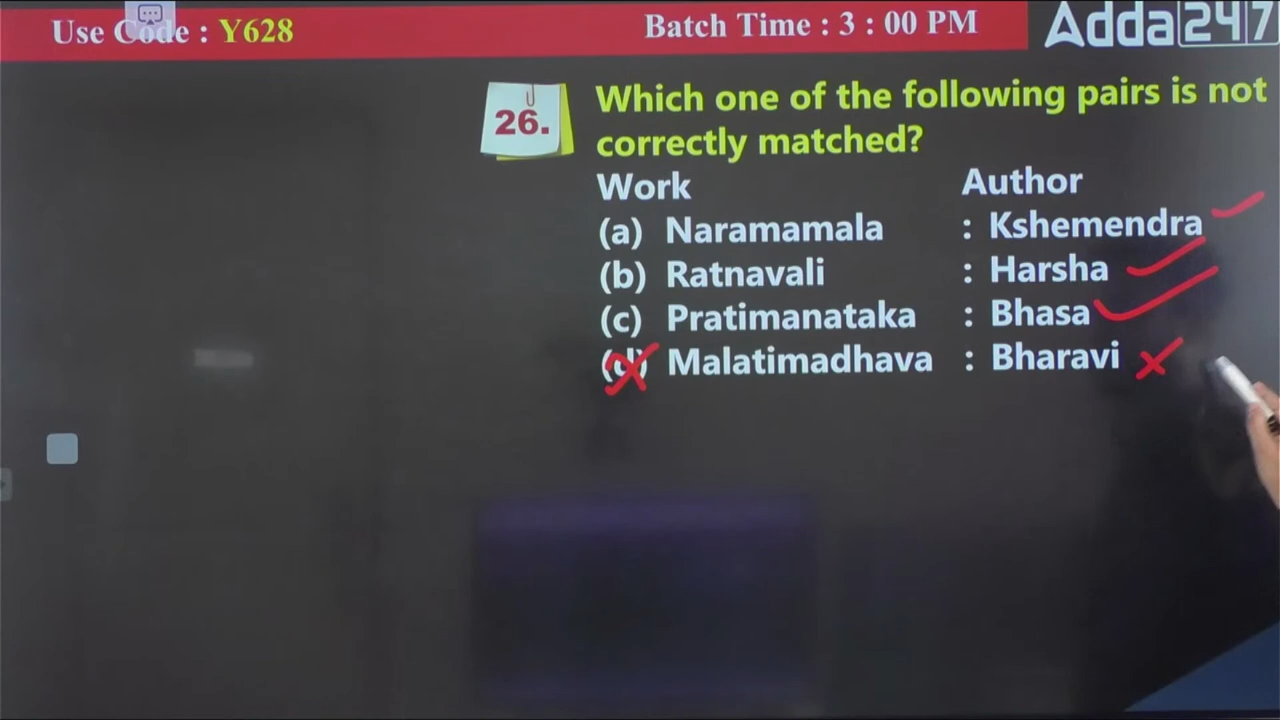 Use Code : Y628
Batch Time : 3 : 00 PM
Adda247
26.
Which one of the following pairs is not
correctly matched?
Work Author
(a) Naramamala : Kshemendra
(b) Ratnavali : Harsha
(c) Pratimanataka : Bhasa
(d) Malatimadhava : Bharavi